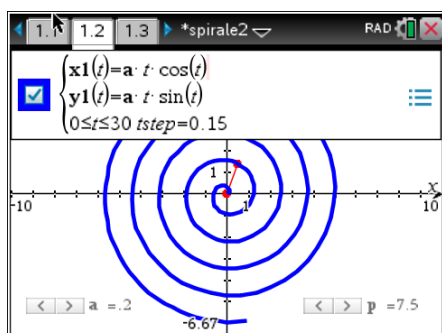 1.1 1.2 1.3 *spirale2 RAD
x1(t)=a· t· cos(t)
y1(t)=a· t· sin(t)
0≤t≤30 tstep=0.15
1
x
-10 1 10
a =.2 p =7.5
-6.67